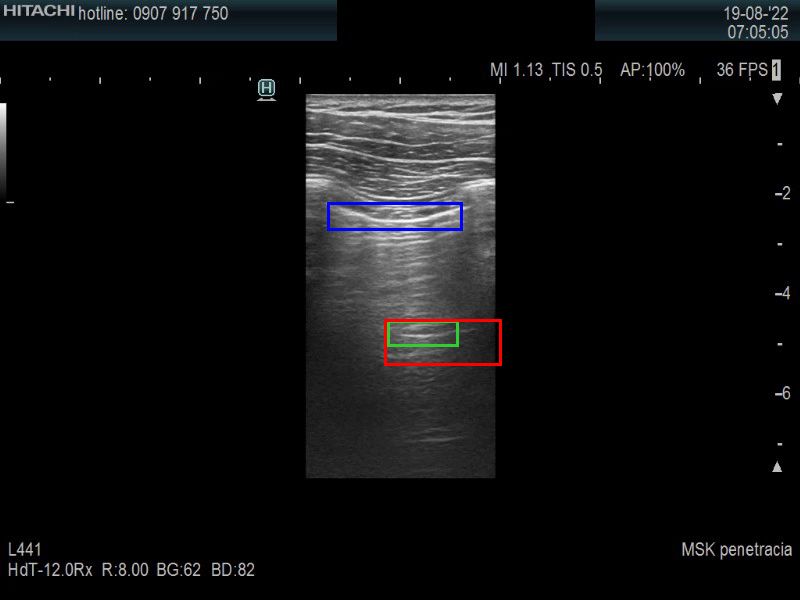 HITACHI hotline: 0907 917 750
19-08-'22
07:05:05
MI 1.13 TIS 0.5 AP:100% 36 FPS 1
H
-2
-4
-6
L441
HdT-12.0Rx R:8.00 BG:62 BD:82
MSK penetracia